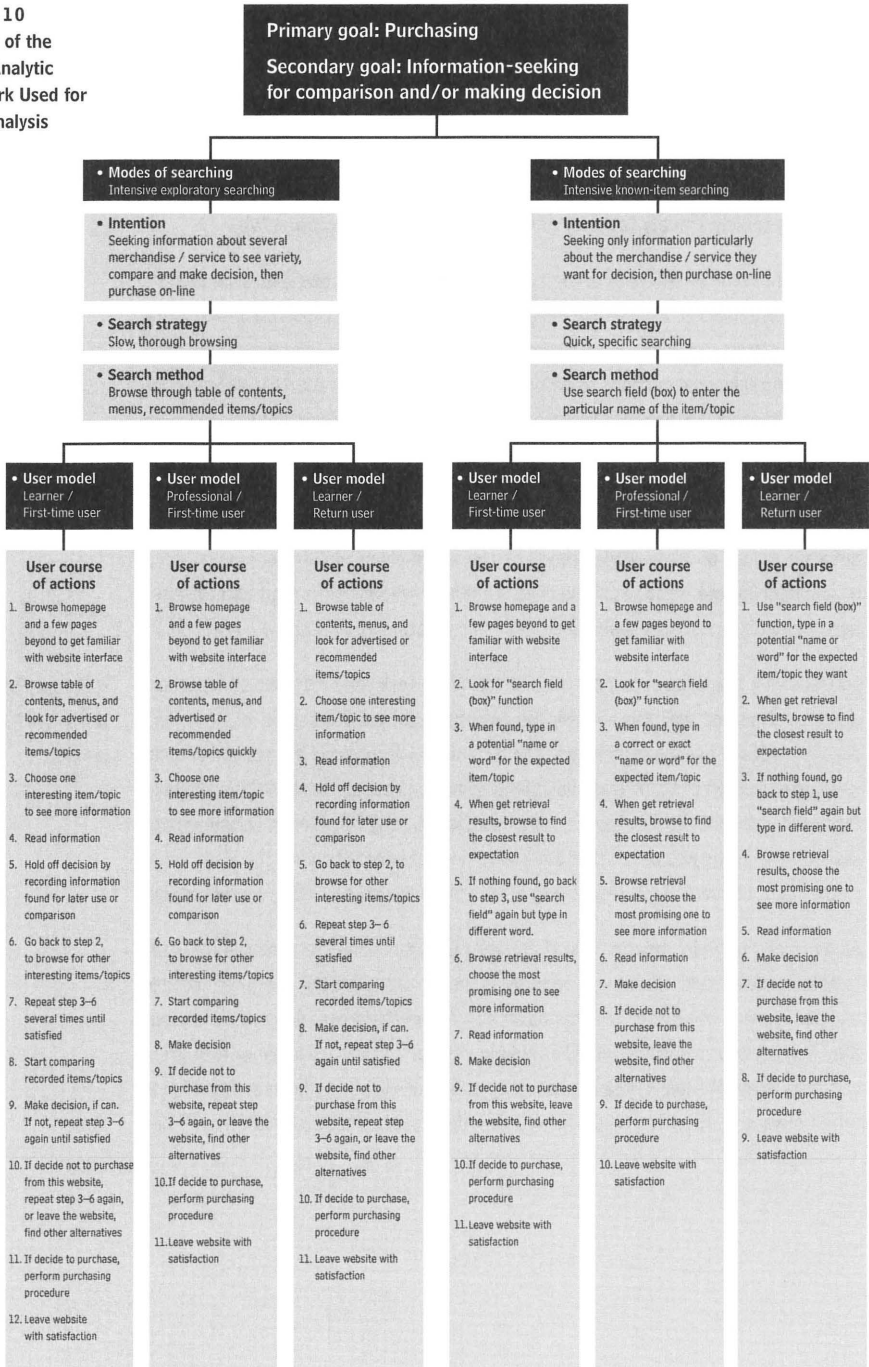 10
of the
nalytic
rk Used for
nalysis
Primary goal: Purchasing
Secondary goal: Information-seeking
for comparison and/or making decision
• Modes of searching
Intensive exploratory searching
• Intention
Seeking information about several
merchandise / service to see variety,
compare and make decision, then
purchase on-line
• Search strategy
Slow, thorough browsing
• Search method
Browse through table of contents,
menus, recommended items/topics
• Modes of searching
Intensive known-item searching
• Intention
Seeking only information particularly
about the merchandise / service they
want for decision, then purchase on-line
• Search strategy
Quick, specific searching
• Search method
Use search field (box) to enter the
particular name of the item/topic
• User model
Learner /
First-time user
User course
of actions
1. Browse homepage
and a few pages
beyond to get familiar
with website interface
2. Browse table of
contents, menus, and
look for advertised or
recommended
items/topics
3. Choose one
interesting item/topic
to see more information
4. Read information
5. Hold off decision by
recording information
found for later use or
comparison
6. Go back to step 2,
to browse for other
interesting items/topics
7. Repeat step 3–6
several times until
satisfied
8. Start comparing
recorded items/topics
9. Make decision, if can.
If not, repeat step 3–6
again until satisfied
10. If decide not to purchase
from this website,
repeat step 3–6 again,
or leave the website,
find other alternatives
11. If decide to purchase,
perform purchasing
procedure
12. Leave website
with satisfaction
• User model
Professional /
First-time user
User course
of actions
1. Browse homepage
and a few pages
beyond to get familiar
with website interface
2. Browse table of
contents, menus, and
advertised or
recommended
items/topics quickly
3. Choose one
interesting item/topic
to see more information
4. Read information
5. Hold off decision by
recording information
found for later use or
comparison
6. Go back to step 2,
to browse for other
interesting items/topics
7. Start comparing
recorded items/topics
8. Make decision
9. If decide not to
purchase from this
website, repeat step
3–6 again, or leave the
website, find other
alternatives
10.If decide to purchase,
perform purchasing
procedure
11.Leave website with
satisfaction
• User model
Learner /
Return user
User course
of actions
1. Browse table of
contents, menus, and
look for advertised or
recommended
items/topics
2. Choose one interesting
item/topic to see more
information
3. Read information
4. Hold off decision by
recording information
found for later use or
comparison
5. Go back to step 2, to
browse for other
interesting items/topics
6. Repeat step 3–6
several times until
satisfied
7. Start comparing
recorded items/topics
8. Make decision, if can.
If not, repeat step 3–6
again until satisfied
9. If decide not to
purchase from this
website, repeat step
3–6 again, or leave the
website, find other
alternatives
10. If decide to purchase,
perform purchasing
procedure
11. Leave website with
satisfaction
• User model
Learner /
First-time user
User course
of actions
1. Browse homepage and a
few pages beyond to get
familiar with website
interface
2. Look for "search field
(box)" function
3. When found, type in
a potential "name or
word" for the expected
item/topic
4. When get retrieval
results, browse to find
the closest result to
expectation
5. If nothing found, go back
to step 3, use "search
field" again but type in
different word.
6. Browse retrieval results,
choose the most
promising one to see
more information
7. Read information
8. Make decision
9. If decide not to purchase
from this website, leave
the website, find other
alternatives
10.If decide to purchase,
perform purchasing
procedure
11.Leave website with
satisfaction
• User model
Professional /
First-time user
User course
of actions
1. Browse homepage and
a few pages beyond to
get familiar with
website interface
2. Look for "search field
(box)" function
3. When found, type in
a correct or exact
"name or word" for the
expected item/topic
4. When get retrieval
results, browse to find
the closest result to
expectation
5. Browse retrieval
results, choose the
most promising one to
see more information
6. Read information
7. Make decision
8. If decide not to
purchase from this
website, leave the
website, find other
alternatives
9. If decide to purchase,
perform purchasing
procedure
10.Leave website with
satisfaction
• User model
Learner /
Return user
User course
of actions
1. Use "search field (box)"
function, type in a
potential "name or
word" for the expected
item/topic they want
2. When get retrieval
results, browse to find
the closest result to
expectation
3. If nothing found, go
back to step 1, use
"search field" again but
type in different word.
4. Browse retrieval
results, choose the
most promising one to
see more information
5. Read information
6. Make decision
7. If decide not to
purchase from this
website, leave the
website, find other
alternatives
8. If decide to purchase,
perform purchasing
procedure
9. Leave website with
satisfaction